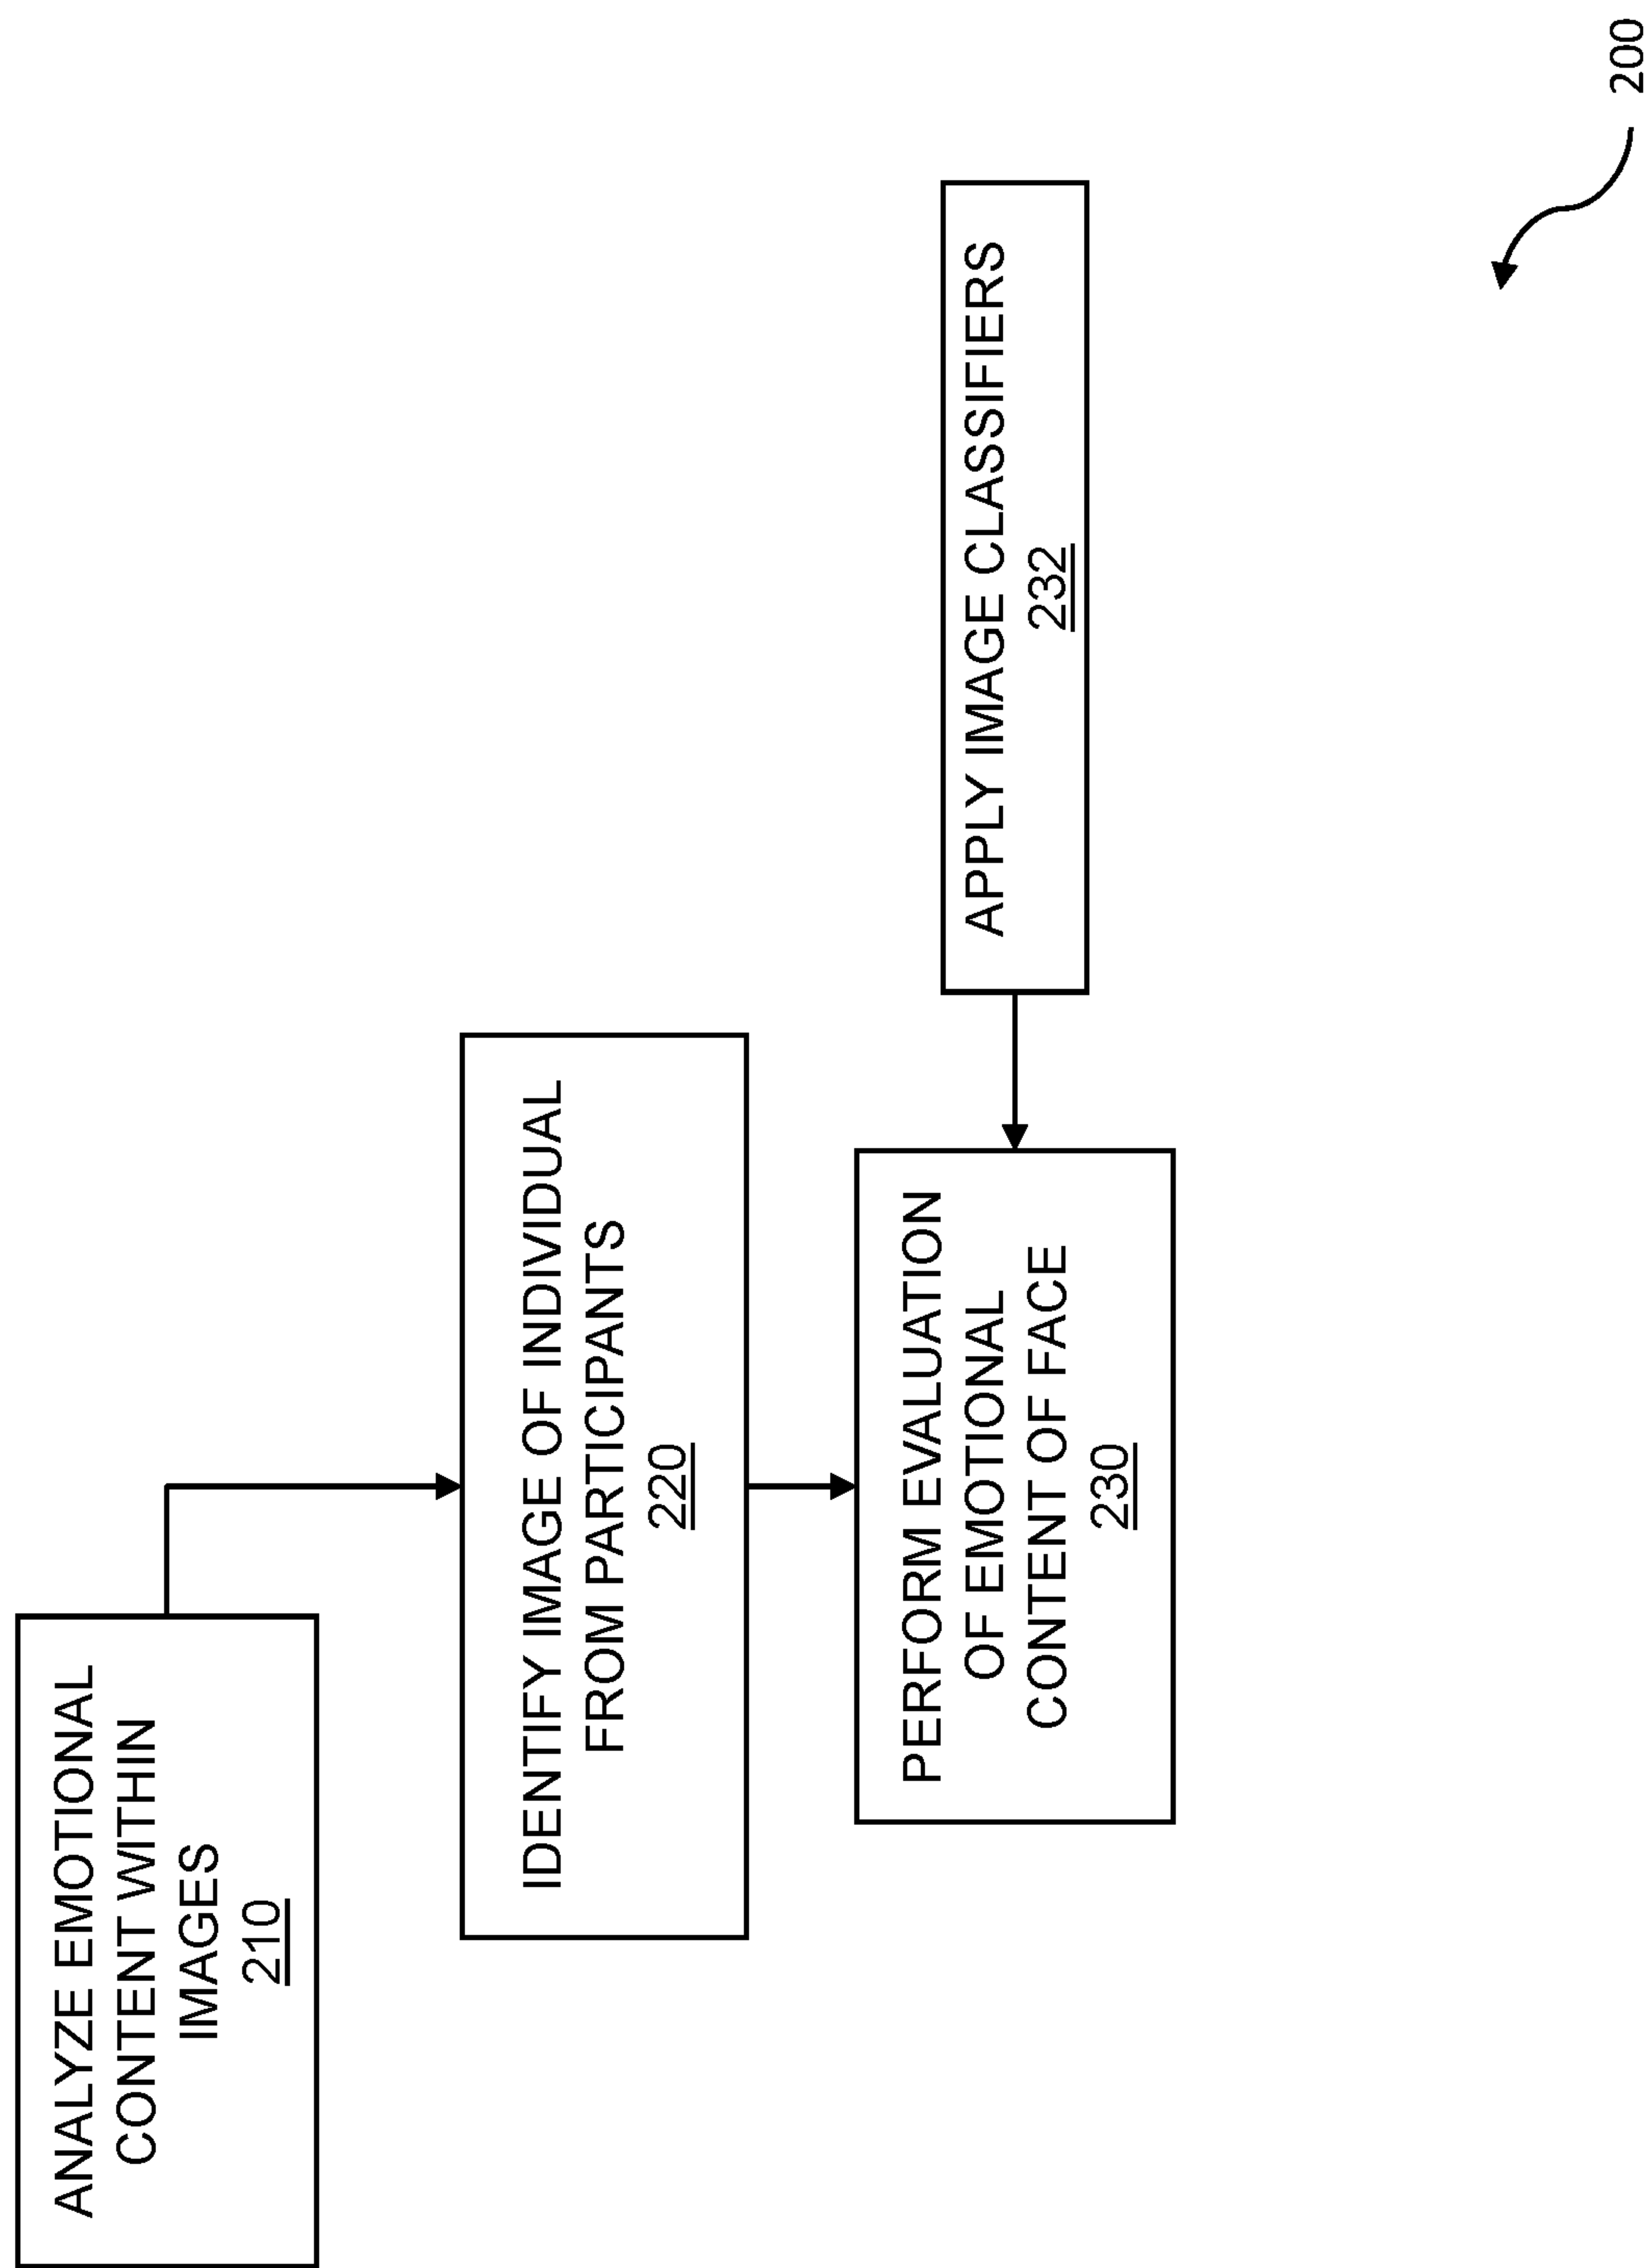 ANALYZE EMOTIONAL
CONTENT WITHIN
IMAGES
210
IDENTIFY IMAGE OF INDIVIDUAL
FROM PARTICIPANTS
220
PERFORM EVALUATION
OF EMOTIONAL
CONTENT OF FACE
230
APPLY IMAGE CLASSIFIERS
232
200